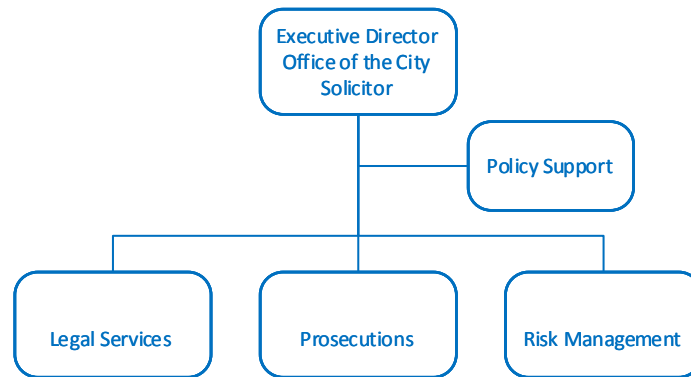 Executive Director
Office of the City
Solicitor
Policy Support
Legal Services
Prosecutions
Risk Management